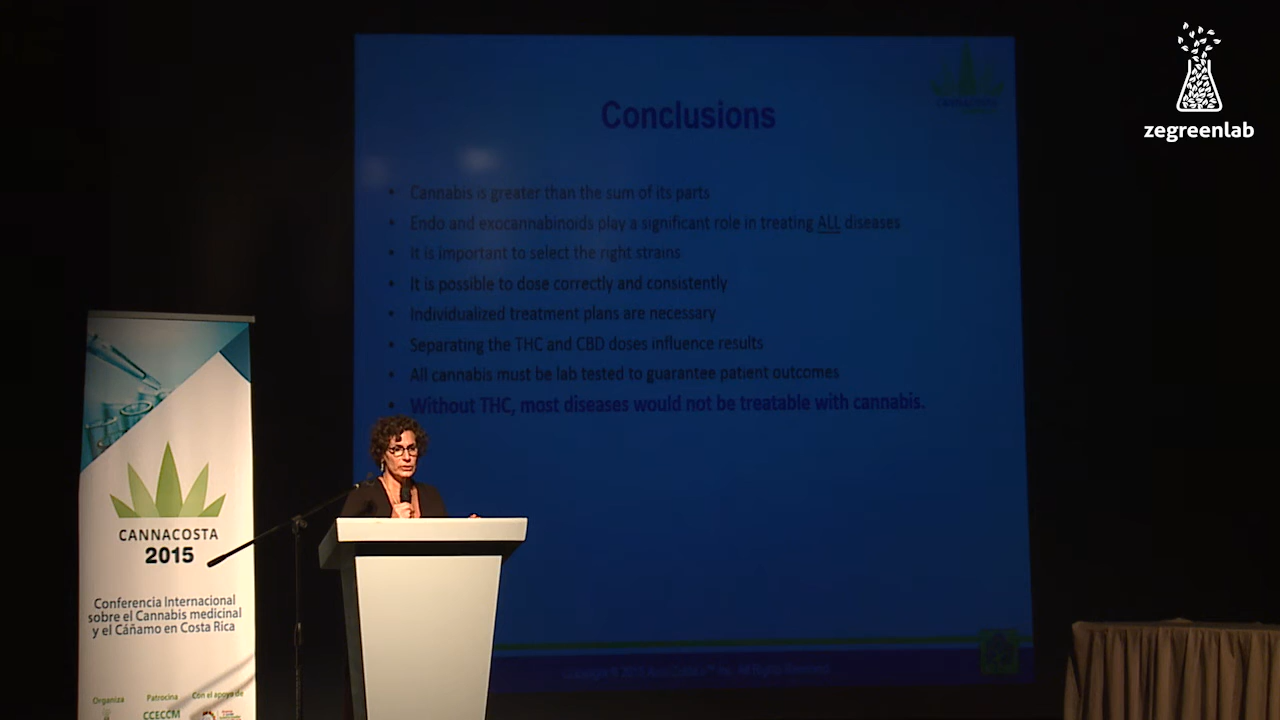 zegreenlab
Conclusions
• Cannabis is greater than the sum of its parts
• Endo and exocannabinoids play a significant role in treating ALL diseases
• It is important to select the right strains
• It is possible to dose correctly and consistently
• Individualized treatment plans are necessary
• Separating the THC and CBD doses influence results
• All cannabis must be lab tested to guarantee patient outcomes
• Without THC, most diseases would not be treatable with cannabis.
CANNACOSTA
2015
Conferencia Internacional
sobre el Cannabis medicinal
y el Cáñamo en Costa Rica
Organiza Patrocina Con el apoyo de
CCECCM